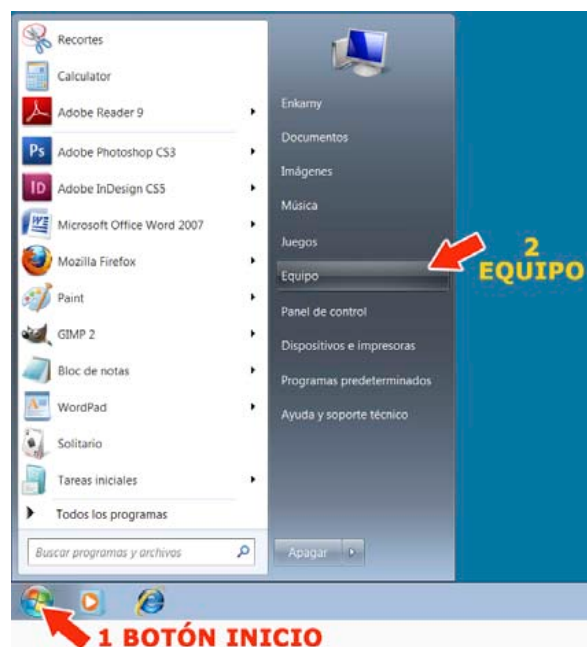 Recortes
Calculator
Adobe Reader 9
Ps Adobe Photoshop CS3
ID Adobe InDesign CS5
Microsoft Office Word 2007
Mozilla Firefox
Paint
GIMP 2
Bloc de notas
WordPad
Solitario
Tareas iniciales
Todos los programas
Buscar programas y archivos
Enkarny
Documentos
Imágenes
Música
Juegos
Equipo
Panel de control
Dispositivos e impresoras
Programas predeterminados
Ayuda y soporte técnico
Apagar
2
EQUIPO
1 BOTÓN INICIO